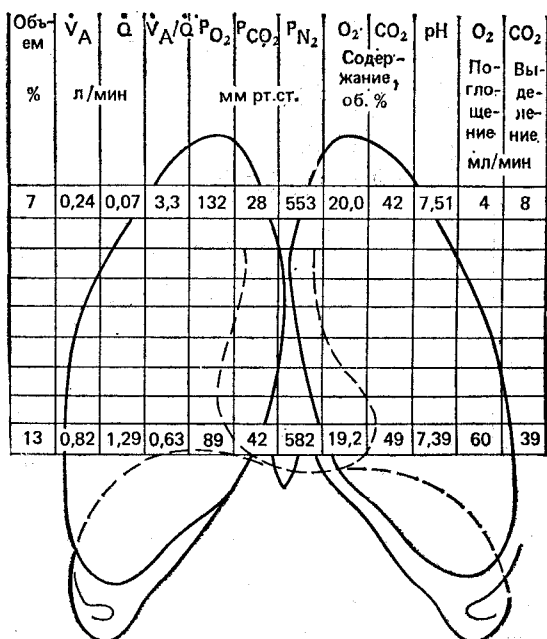 Объ- V̇A Q̇ V̇A/Q̇ PO₂ PCO₂ PN₂ O₂ CO₂ pH O₂ CO₂
ем Содер- По- Вы-
% л/мин мм рт.ст. жание, гло- де-
об. % ще- ле-
ние ние
мл/мин
7 0,24 0,07 3,3 132 28 553 20,0 42 7,51 4 8
13 0,82 1,29 0,63 89 42 582 19,2 49 7,39 60 39